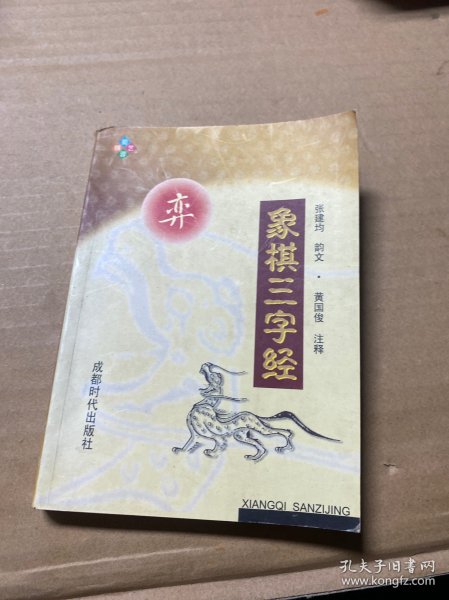 弈
象棋三字经
张建均 韵文 · 黄国俊 注释
成都时代出版社
XIANGQI SANZIJING
孔夫子旧书网
www.kongfz.com